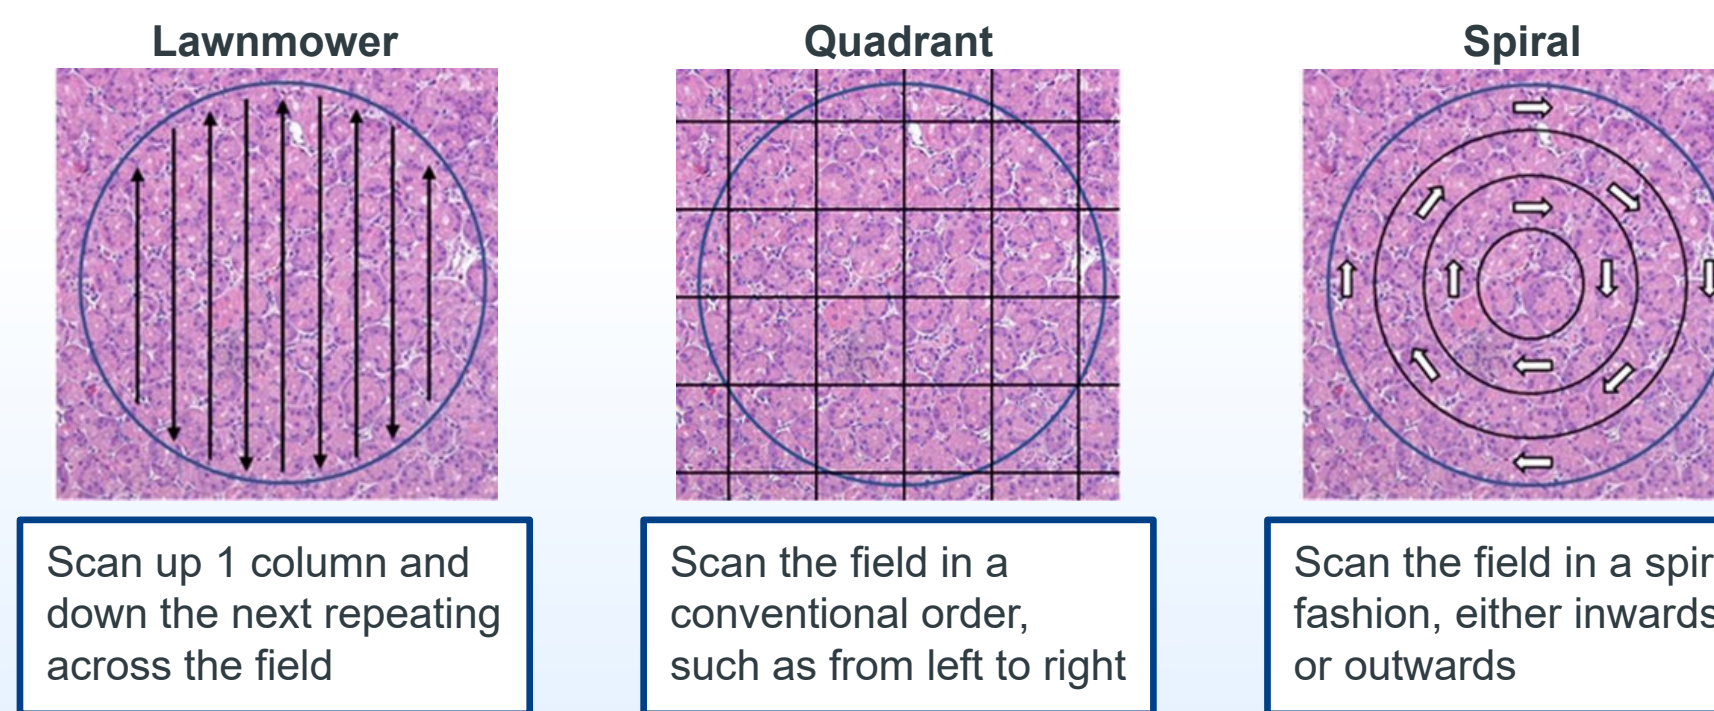 Lawnmower
Scan up 1 column and
down the next repeating
across the field
Quadrant
Scan the field in a
conventional order,
such as from left to right
Spiral
Scan the field in a
fashion, either inwards
or outwards